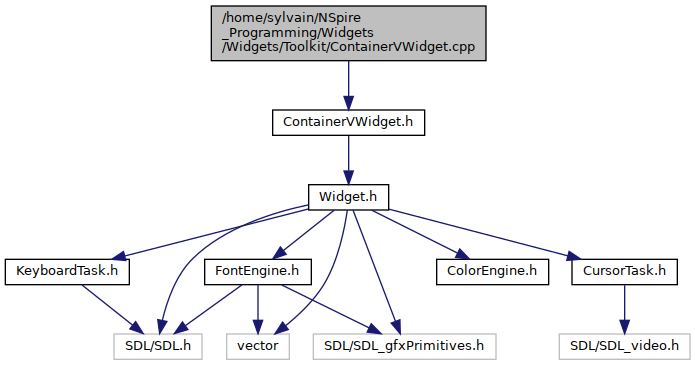 /home/sylvain/NSpire
_Programming/Widgets
/Widgets/Toolkit/ContainerVWidget.cpp
ContainerVWidget.h
Widget.h
KeyboardTask.h
FontEngine.h
ColorEngine.h
CursorTask.h
SDL/SDL.h
vector
SDL/SDL_gfxPrimitives.h
SDL/SDL_video.h